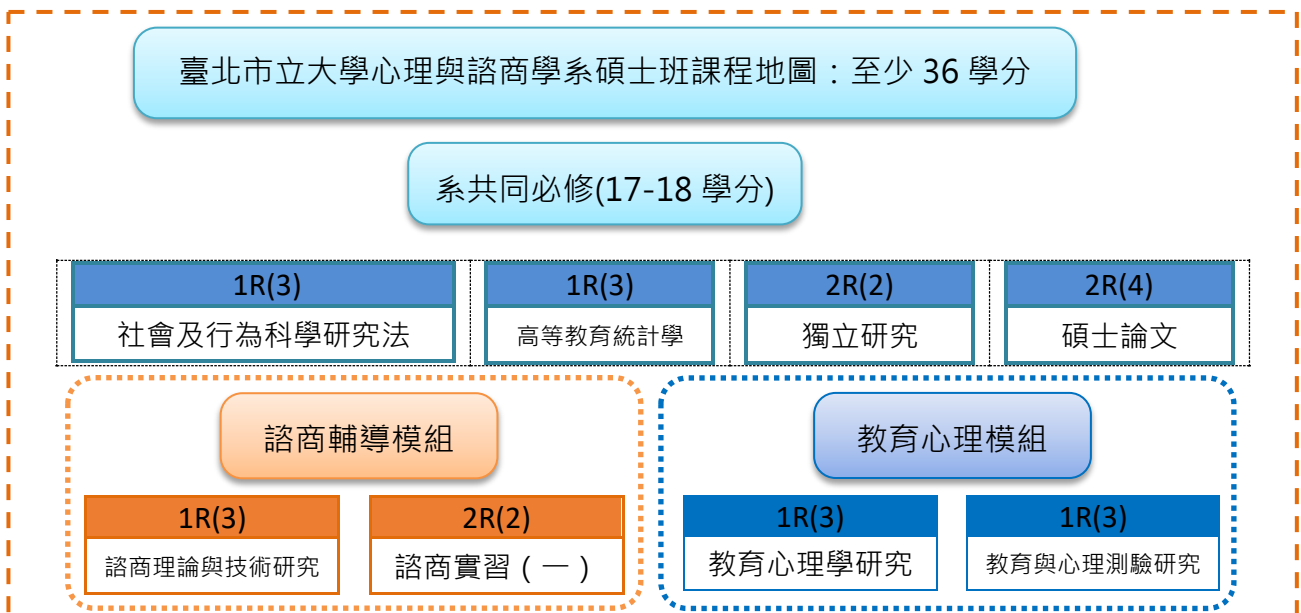 臺北市立大學心理與諮商學系碩士班課程地圖：至少 36 學分
系共同必修(17-18 學分)
1R(3)
社會及行為科學研究法
1R(3)
高等教育統計學
2R(2)
獨立研究
2R(4)
碩士論文
諮商輔導模組
1R(3)
諮商理論與技術研究
2R(2)
諮商實習（一）
教育心理模組
1R(3)
教育心理學研究
1R(3)
教育與心理測驗研究